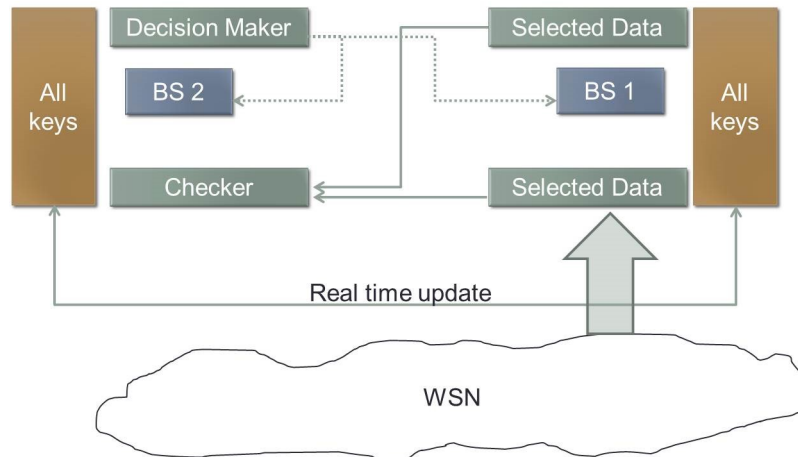 Decision Maker
Selected Data
All
keys
BS 2
BS 1
All
keys
Checker
Selected Data
Real time update
WSN